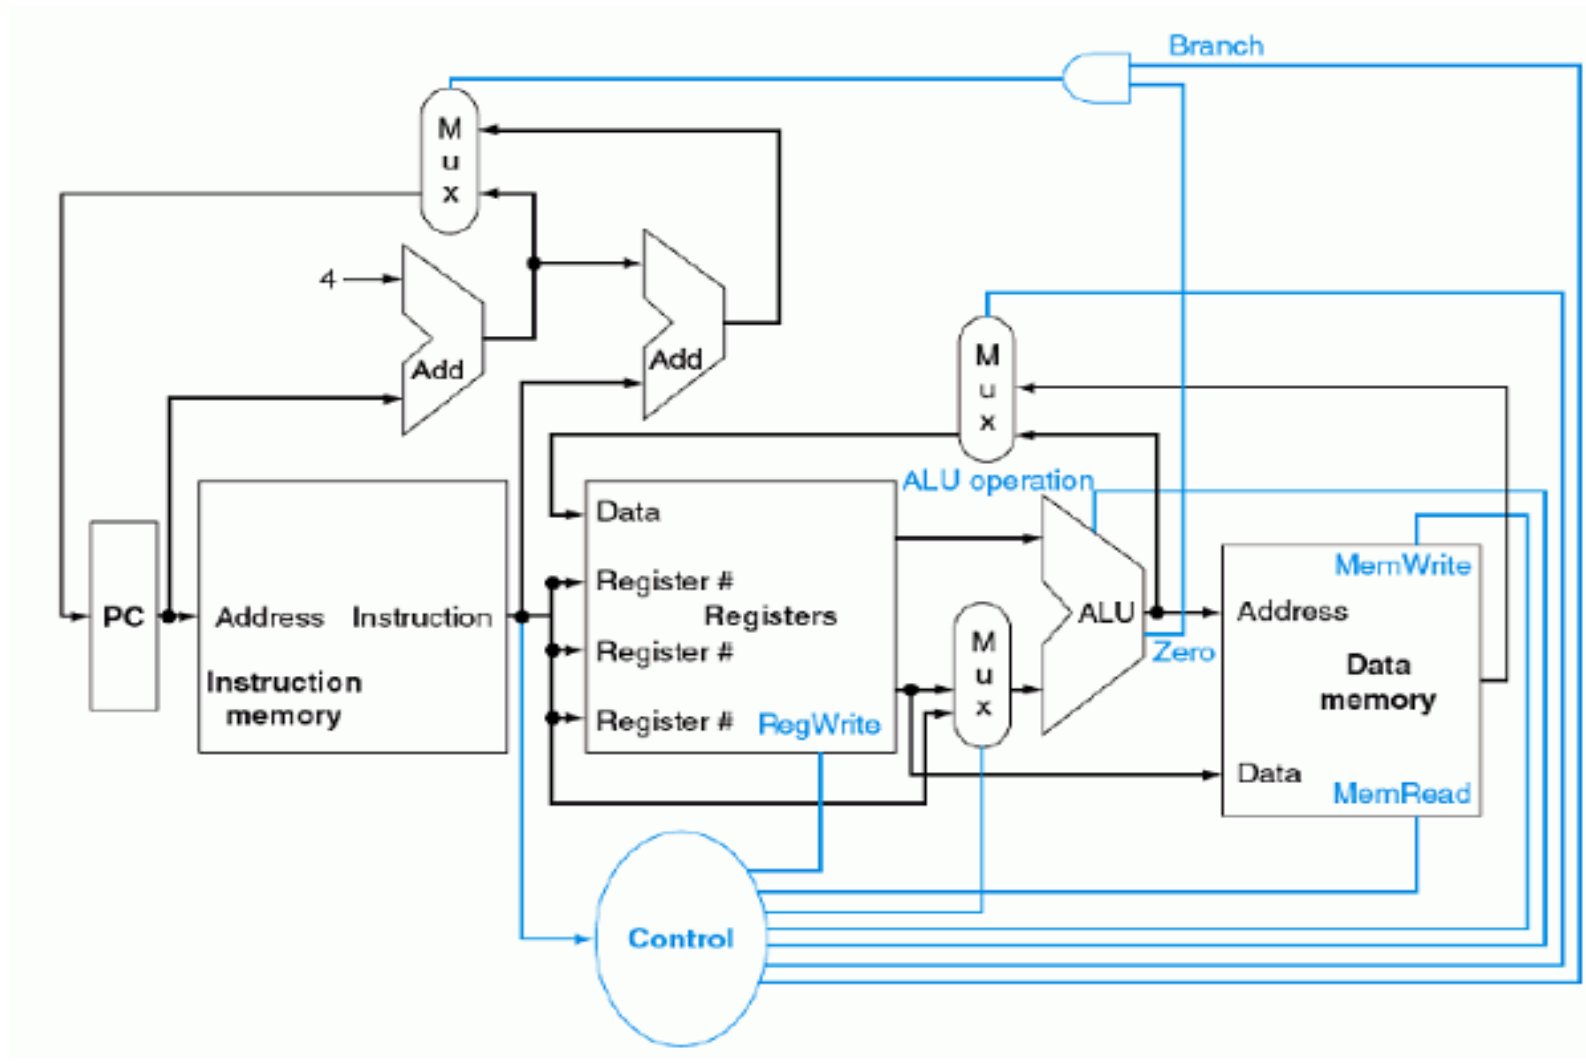 Branch
M
u
x
4
Add
Add
M
u
x
ALU operation
Data
Register #
Registers
Register #
Register #
RegWrite
PC
Address
Instruction
Instruction
memory
M
u
x
ALU
Zero
MemWrite
Address
Data
memory
Data
MemRead
Control